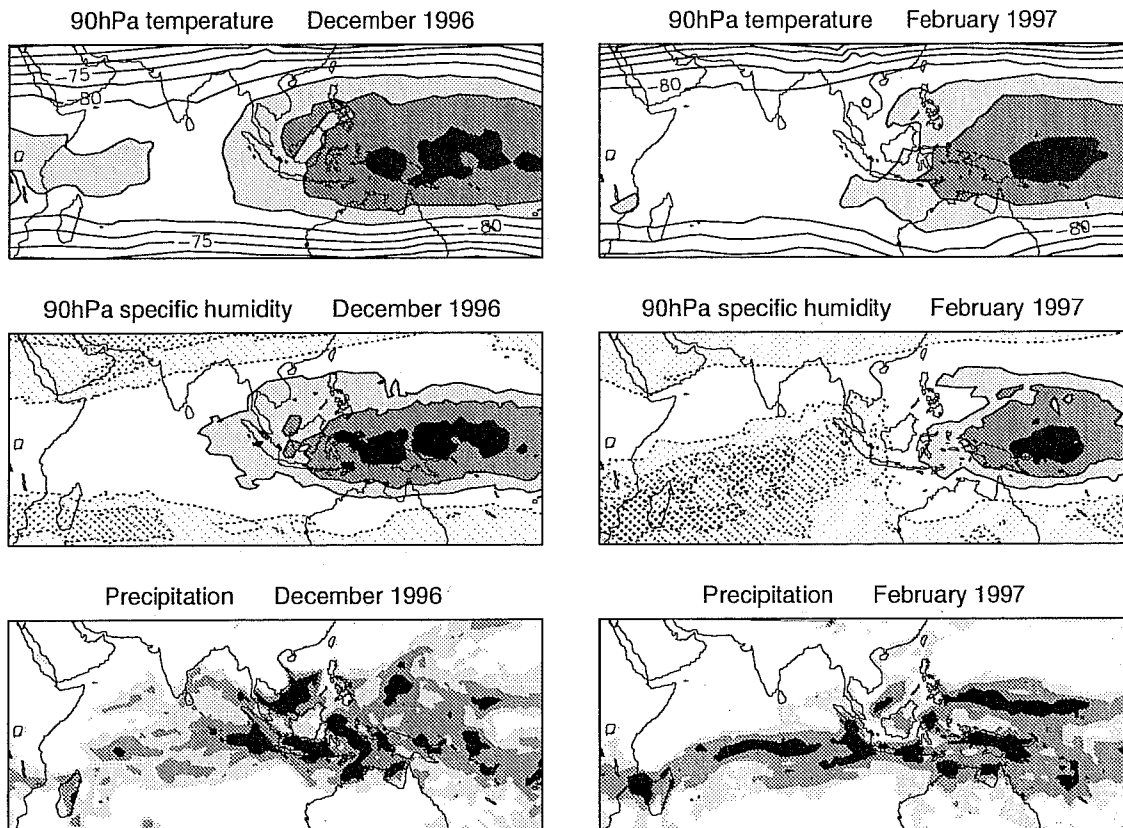 90hPa temperature December 1996
90hPa temperature February 1997
-75
-80
-75
-80
-80
90hPa specific humidity December 1996
90hPa specific humidity February 1997
Precipitation December 1996
Precipitation February 1997